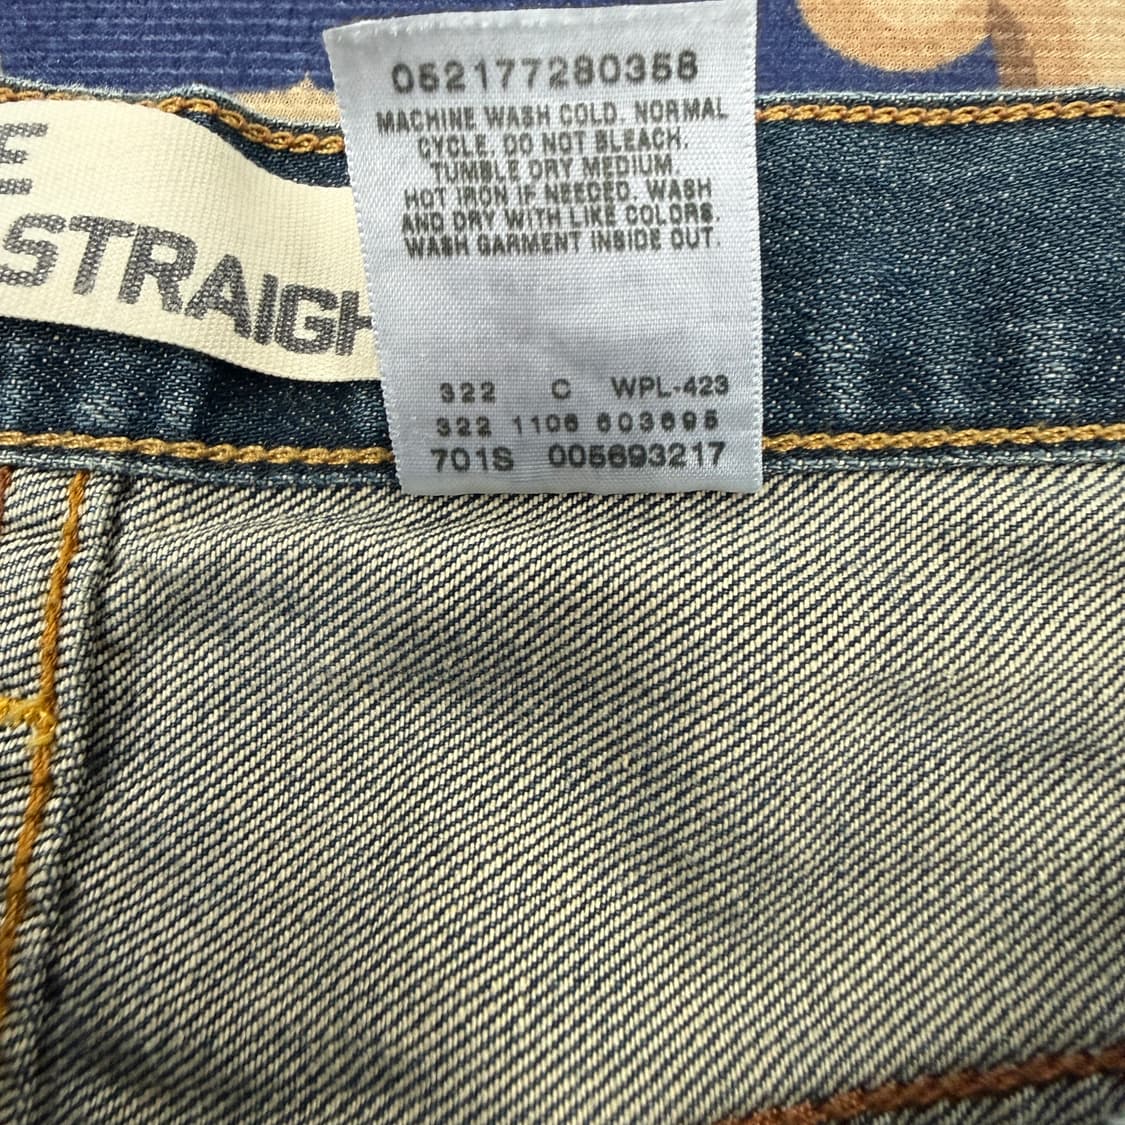 E
STRAIGH
052177280358
MACHINE WASH COLD. NORMAL
CYCLE. DO NOT BLEACH.
TUMBLE DRY MEDIUM.
HOT IRON IF NEEDED. WASH
AND DRY WITH LIKE COLORS.
WASH GARMENT INSIDE OUT.
322 C WPL-423
322 1106 603695
701S 005693217